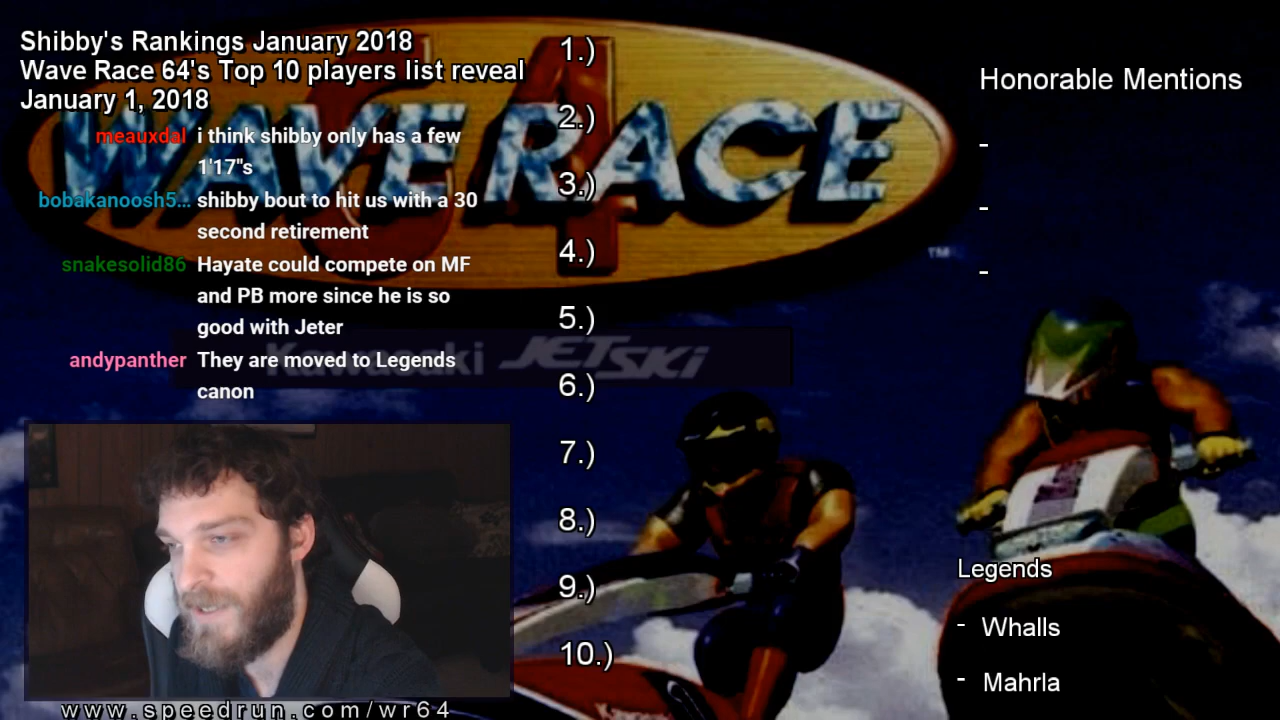 Shibby's Rankings January 2018
Wave Race 64's Top 10 players list reveal
January 1, 2018
WAVE RACE
64
TM
meauxdal i think shibby only has a few
1'17"s
bobakanoosh5... shibby bout to hit us with a 30
second retirement
snakesolid86 Hayate could compete on MF
and PB more since he is so
good with Jeter
andypanther They are moved to Legends
canon
Kawasaki JET SKI
1.)
2.)
3.)
4.)
5.)
6.)
7.)
8.)
9.)
10.)
Honorable Mentions
-
-
-
Legends
- Whalls
- Mahrla
www.speedrun.com/wr64